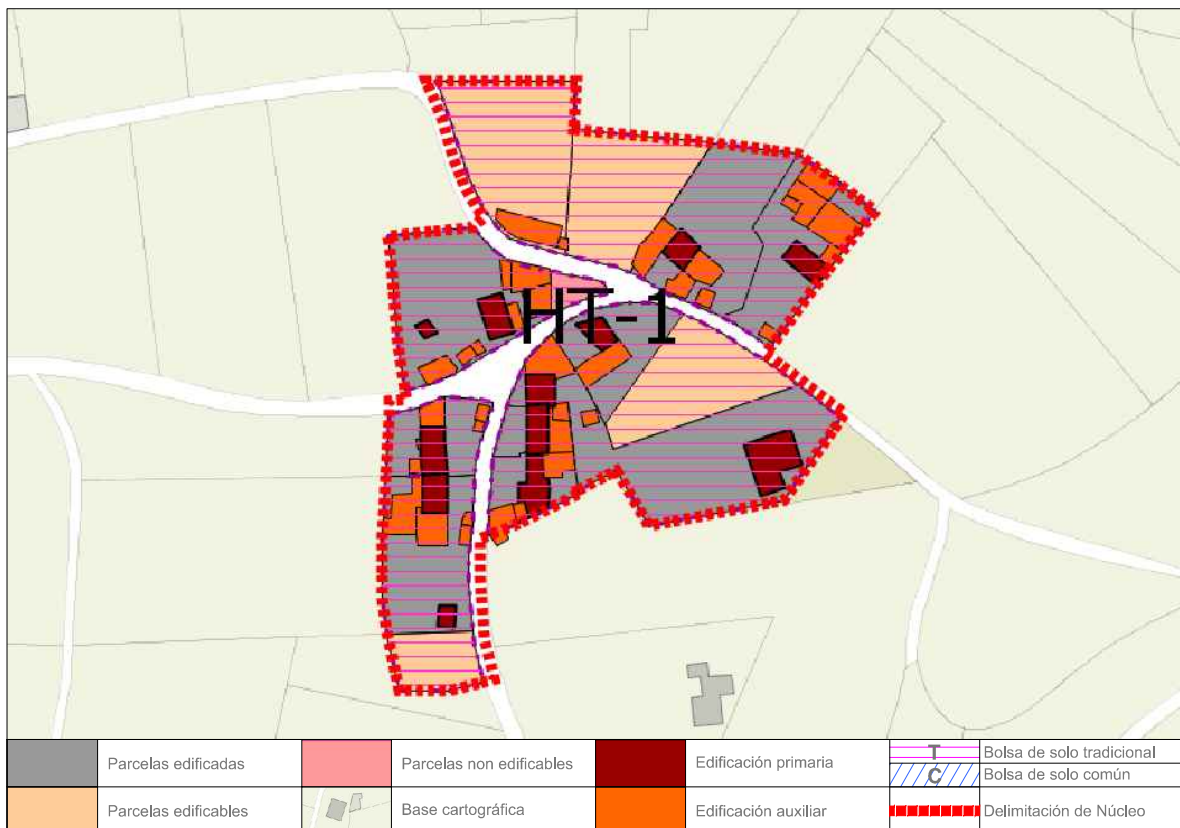 HT-1
Parcelas edificadas
Parcelas non edificables
Edificación primaria
T
Bolsa de solo tradicional
C
Bolsa de solo común
Parcelas edificables
Base cartográfica
Edificación auxiliar
Delimitación de Núcleo